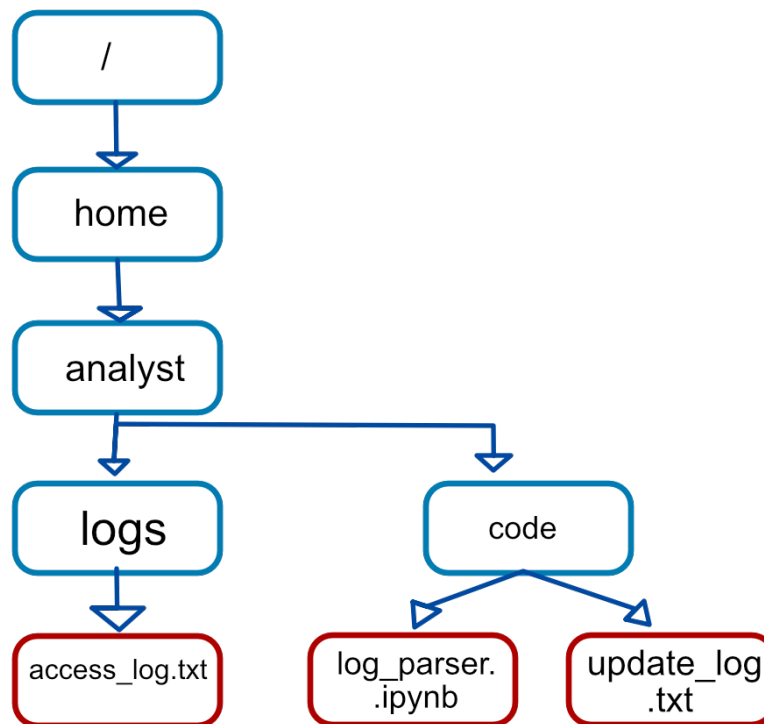 /
home
analyst
logs
code
access_log.txt
log_parser.
.ipynb
update_log
.txt